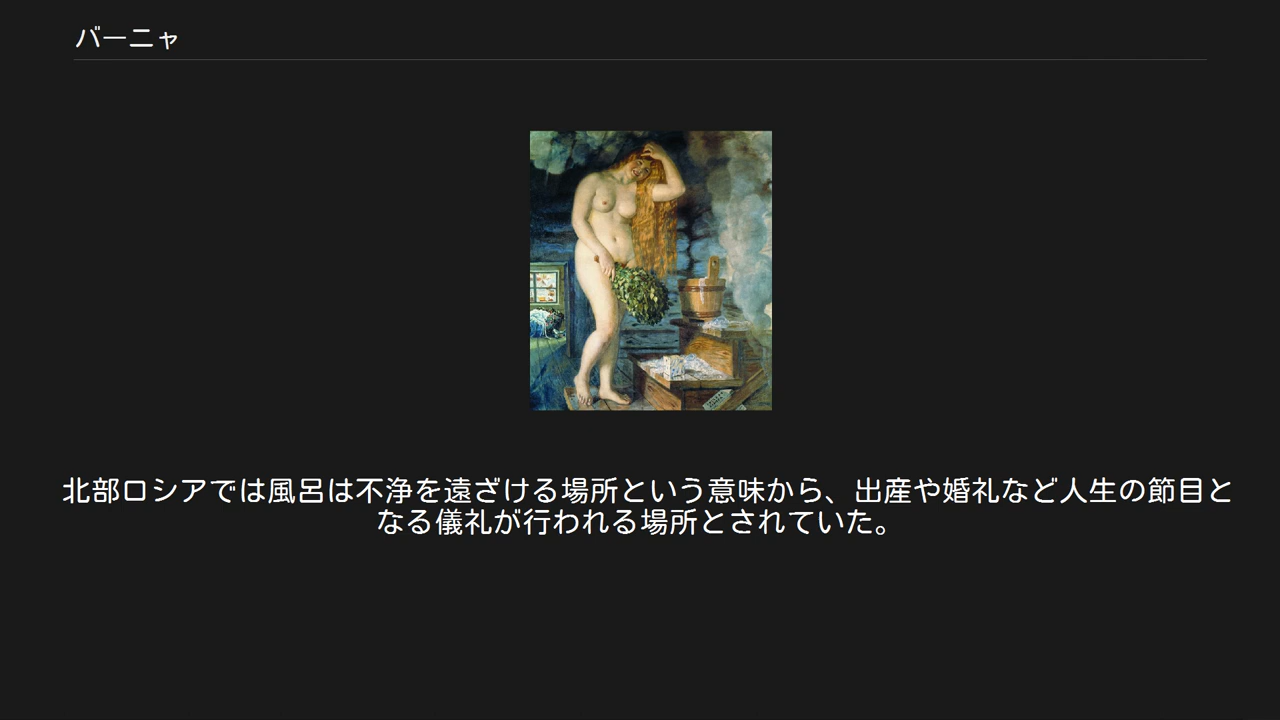 バーニャ
北部ロシアでは風呂は不浄を遠ざける場所という意味から、出産や婚礼など人生の節目と
なる儀礼が行われる場所とされていた。